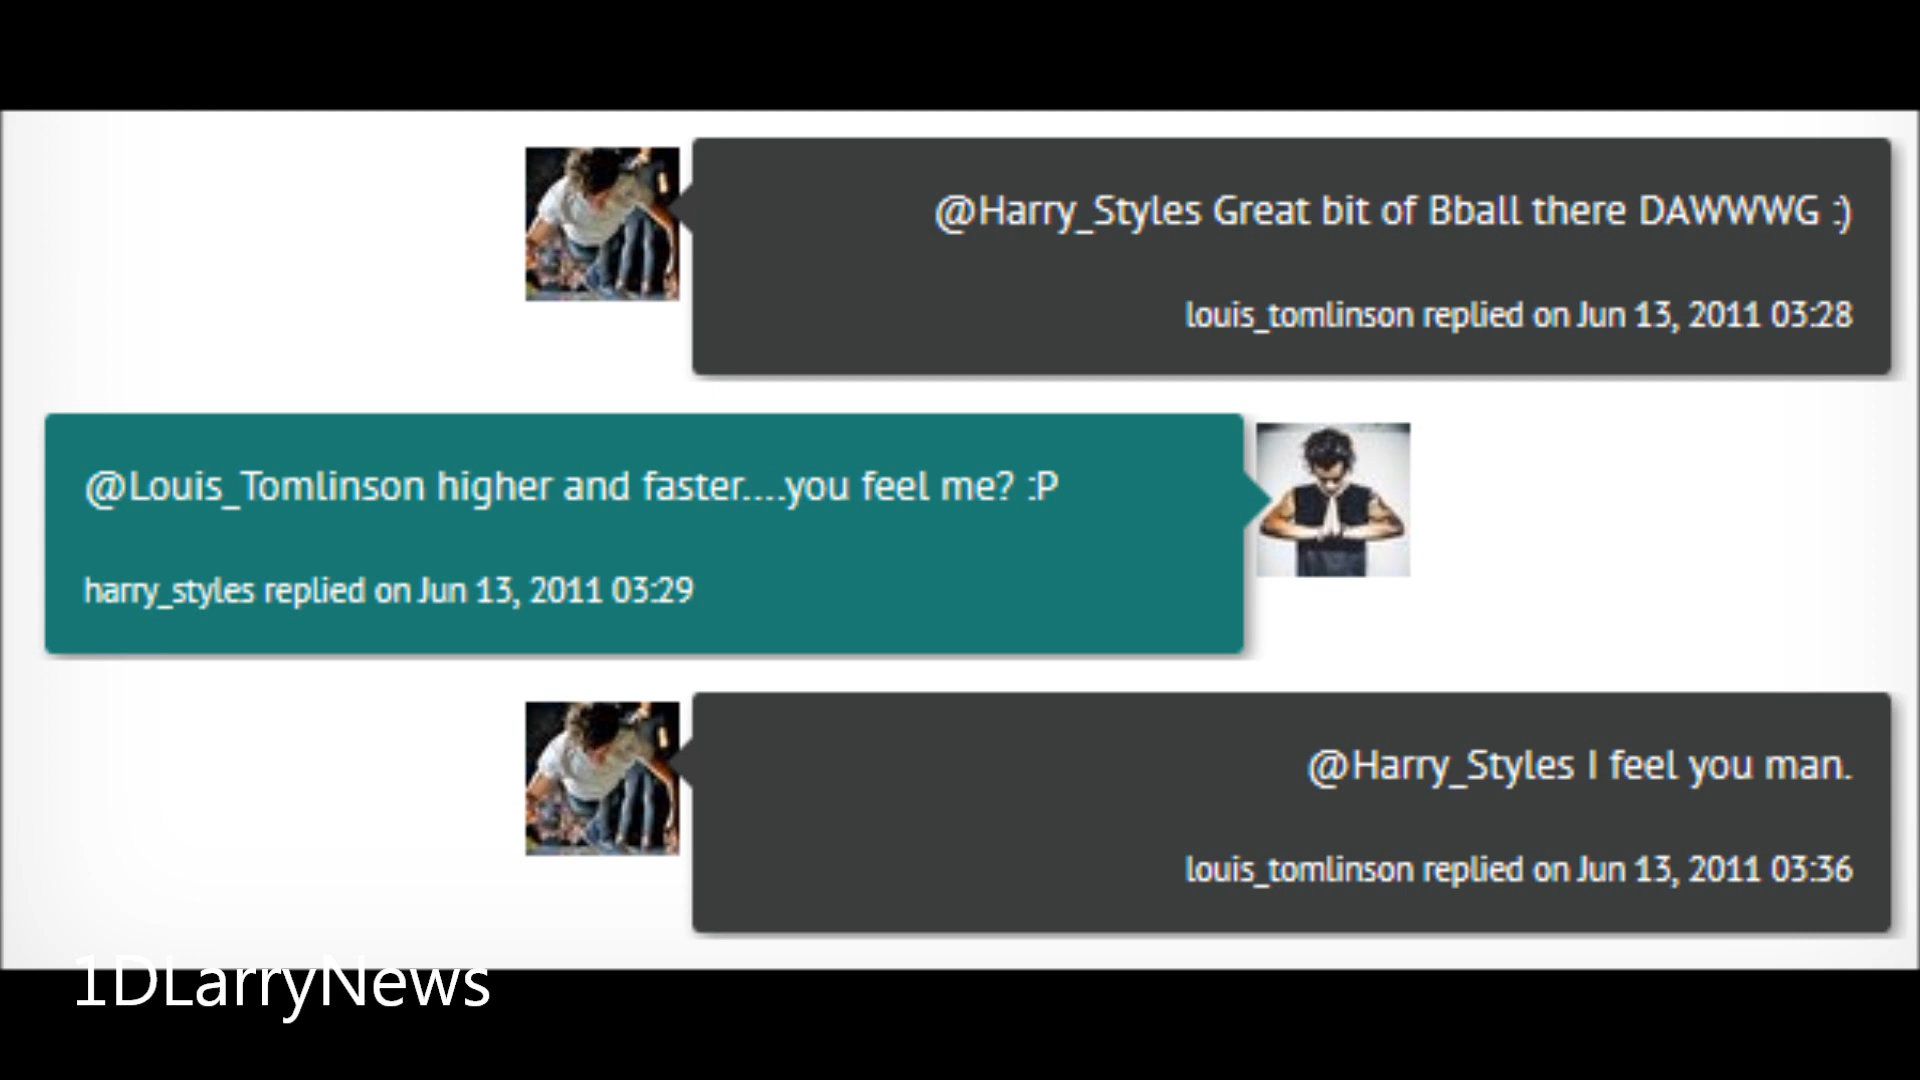 @Harry_Styles Great bit of Bball there DAWWWG :)
louis_tomlinson replied on Jun 13, 2011 03:28
@Louis_Tomlinson higher and faster....you feel me? :P
harry_styles replied on Jun 13, 2011 03:29
@Harry_Styles I feel you man.
louis_tomlinson replied on Jun 13, 2011 03:36
1DLarryNews